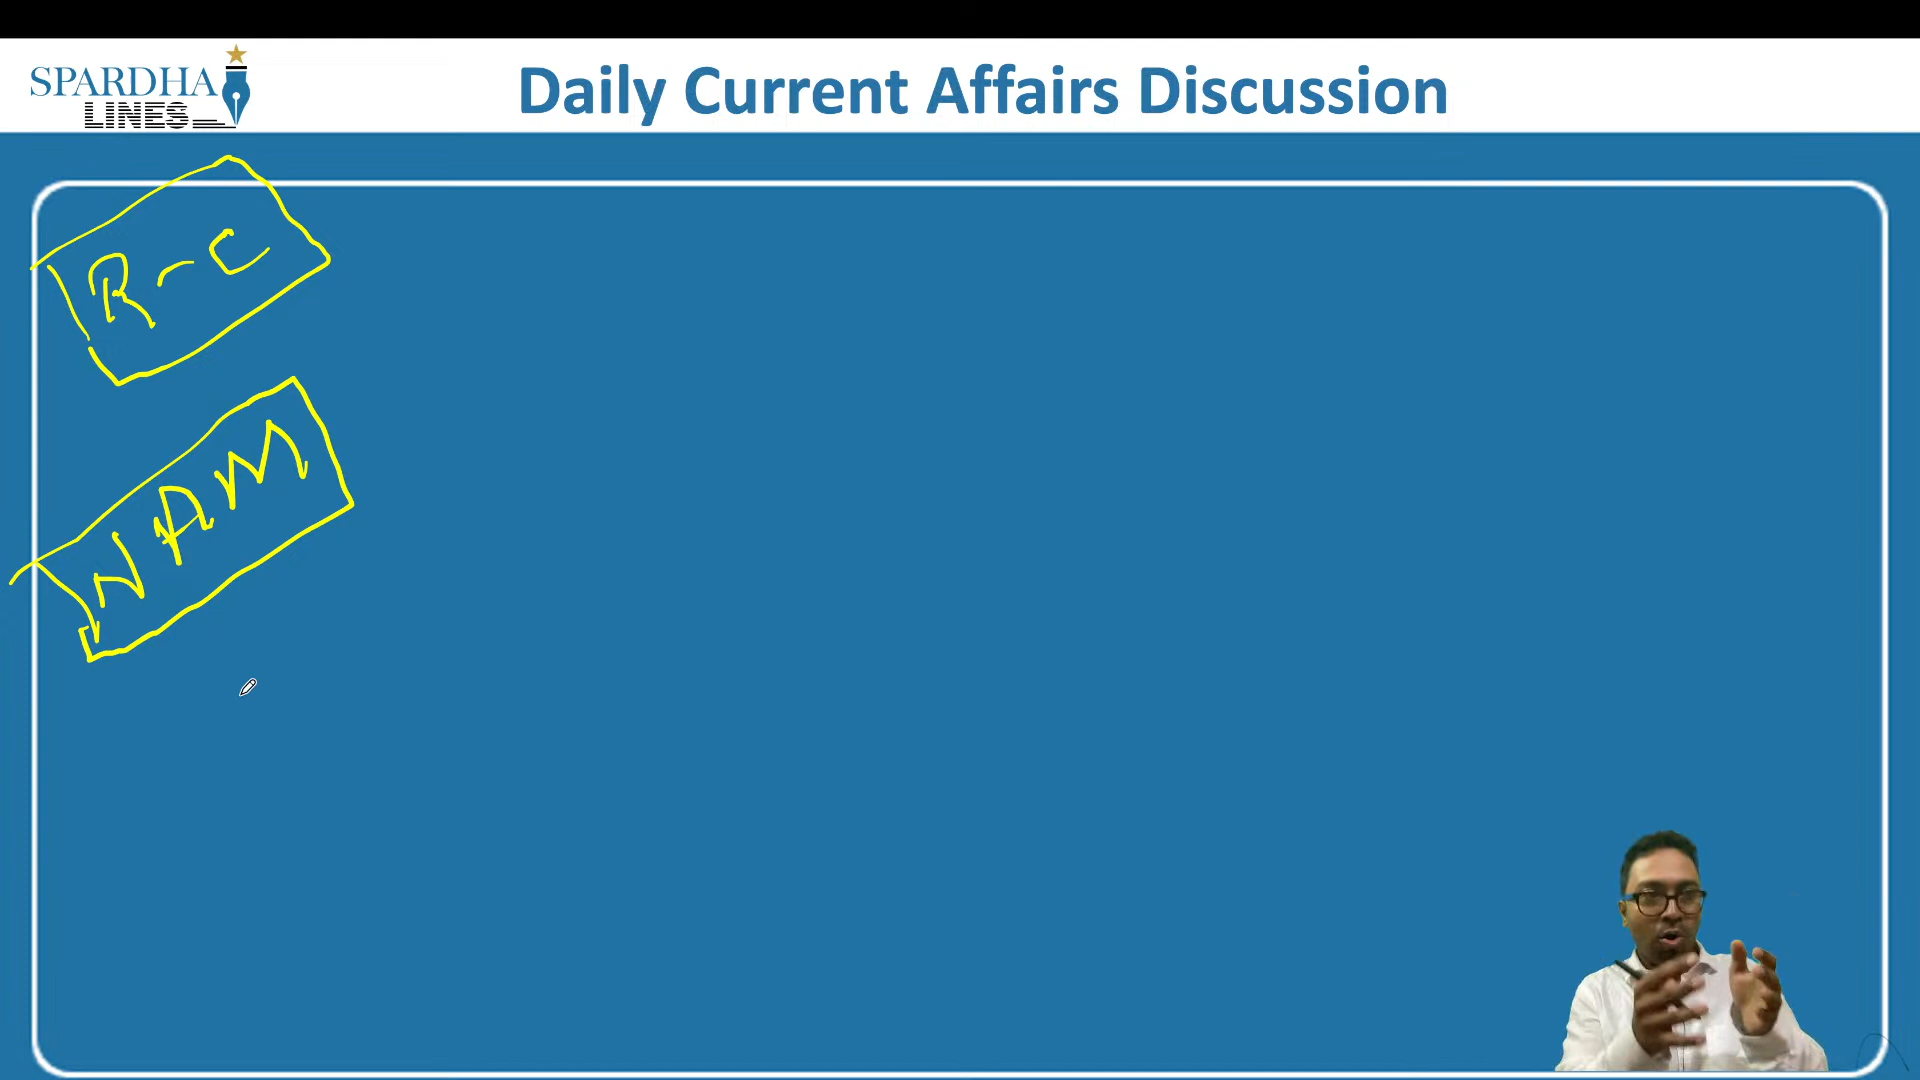 SPARDHA
LINES
Daily Current Affairs Discussion
R-C
NAM